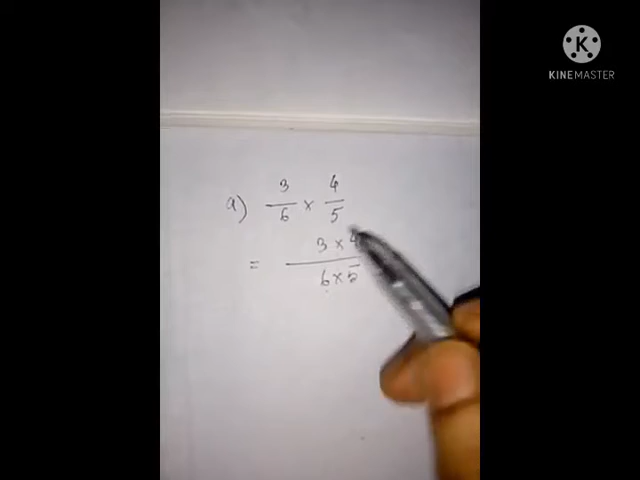 KINEMASTER
a) 3/6 × 4/5
= 3 × 4 / 6 × 5